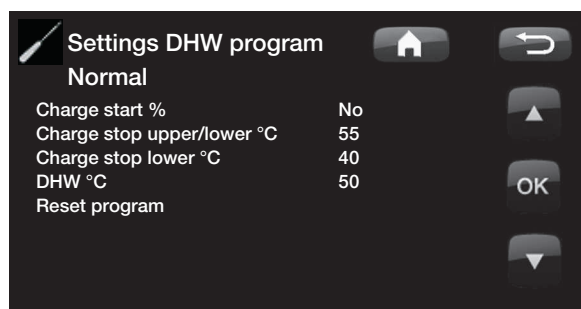 Settings DHW program
Normal
Charge start % No
Charge stop upper/lower °C 55
Charge stop lower °C 40
DHW °C 50
Reset program
OK